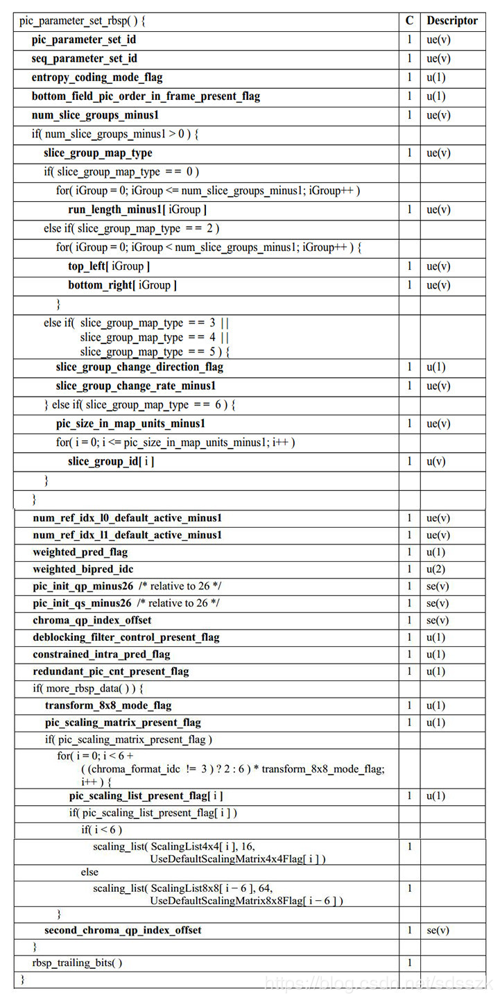 pic_parameter_set_rbsp( ) { C Descriptor
pic_parameter_set_id 1 ue(v)
seq_parameter_set_id 1 ue(v)
entropy_coding_mode_flag 1 u(1)
bottom_field_pic_order_in_frame_present_flag 1 u(1)
num_slice_groups_minus1 1 ue(v)
if( num_slice_groups_minus1 > 0 ) {
slice_group_map_type 1 ue(v)
if( slice_group_map_type = = 0 )
for( iGroup = 0; iGroup <= num_slice_groups_minus1; iGroup++ )
run_length_minus1[ iGroup ] 1 ue(v)
else if( slice_group_map_type = = 2 )
for( iGroup = 0; iGroup < num_slice_groups_minus1; iGroup++ ) {
top_left[ iGroup ] 1 ue(v)
bottom_right[ iGroup ] 1 ue(v)
}
else if( slice_group_map_type = = 3 | |
slice_group_map_type = = 4 | |
slice_group_map_type = = 5 ) {
slice_group_change_direction_flag 1 u(1)
slice_group_change_rate_minus1 1 ue(v)
} else if( slice_group_map_type = = 6 ) {
pic_size_in_map_units_minus1 1 ue(v)
for( i = 0; i <= pic_size_in_map_units_minus1; i++ )
slice_group_id[ i ] 1 u(v)
}
}
num_ref_idx_l0_default_active_minus1 1 ue(v)
num_ref_idx_l1_default_active_minus1 1 ue(v)
weighted_pred_flag 1 u(1)
weighted_bipred_idc 1 u(2)
pic_init_qp_minus26 /* relative to 26 */ 1 se(v)
pic_init_qs_minus26 /* relative to 26 */ 1 se(v)
chroma_qp_index_offset 1 se(v)
deblocking_filter_control_present_flag 1 u(1)
constrained_intra_pred_flag 1 u(1)
redundant_pic_cnt_present_flag 1 u(1)
if( more_rbsp_data( ) ) {
transform_8x8_mode_flag 1 u(1)
pic_scaling_matrix_present_flag 1 u(1)
if( pic_scaling_matrix_present_flag )
for( i = 0; i < 6 +
( (chroma_format_idc != 3 ) ? 2 : 6 ) * transform_8x8_mode_flag;
i++ ) {
pic_scaling_list_present_flag[ i ] 1 u(1)
if( pic_scaling_list_present_flag[ i ] )
if( i < 6 )
scaling_list( ScalingList4x4[ i ], 16, 1
UseDefaultScalingMatrix4x4Flag[ i ] )
else
scaling_list( ScalingList8x8[ i − 6 ], 64, 1
UseDefaultScalingMatrix8x8Flag[ i − 6 ] )
}
second_chroma_qp_index_offset 1 se(v)
}
rbsp_trailing_bits( ) 1
}
https://blog.csdn.net/sdsszk